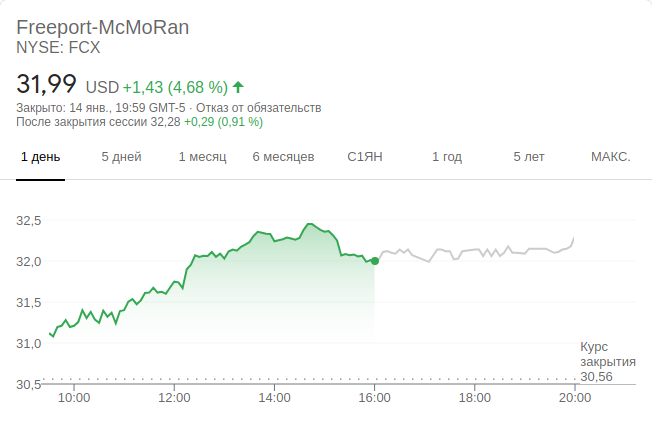 Freeport-McMoRan
NYSE: FCX
31,99 USD +1,43 (4,68 %)
Закрыто: 14 янв., 19:59 GMT-5 · Отказ от обязательств
После закрытия сессии 32,28 +0,29 (0,91 %)
1 день 5 дней 1 месяц 6 месяцев С1ЯН 1 год 5 лет МАКС.
32,5
32,0
31,5
31,0
30,5
Курс
закрытия
30,56
10:00 12:00 14:00 16:00 18:00 20:00